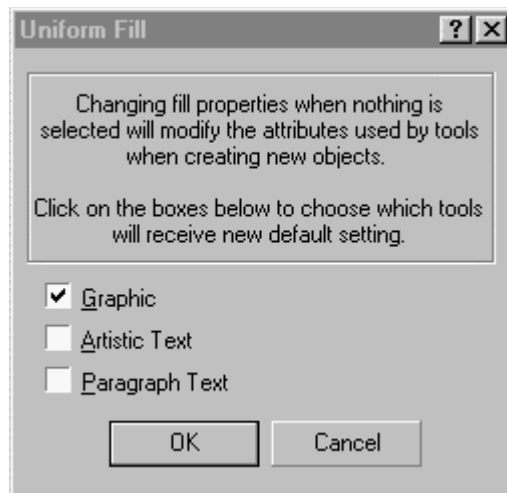 Uniform Fill
Changing fill properties when nothing is
selected will modify the attributes used by tools
when creating new objects.
Click on the boxes below to choose which tools
will receive new default setting.
Graphic
Artistic Text
Paragraph Text
OK Cancel